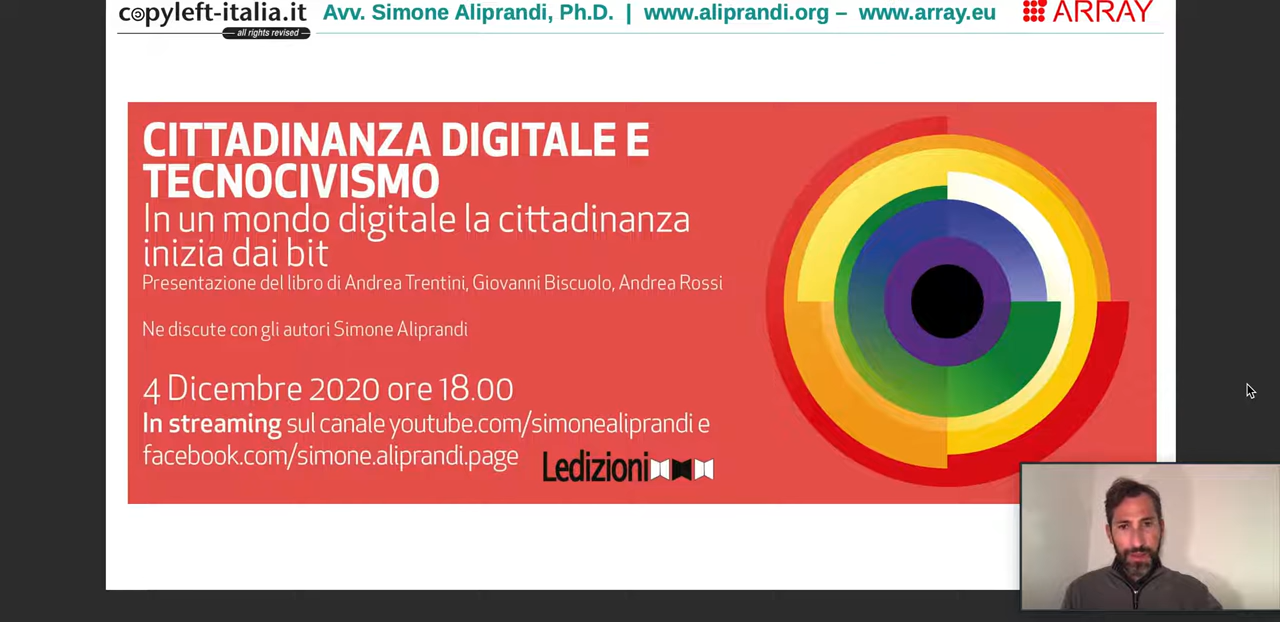 copyleft-italia.it
all rights revised
Avv. Simone Aliprandi, Ph.D. | www.aliprandi.org – www.array.eu
ARRAY
CITTADINANZA DIGITALE E
TECNOCIVISMO
In un mondo digitale la cittadinanza
inizia dai bit
Presentazione del libro di Andrea Trentini, Giovanni Biscuolo, Andrea Rossi
Ne discute con gli autori Simone Aliprandi
4 Dicembre 2020 ore 18.00
In streaming sul canale youtube.com/simonealiprandi e
facebook.com/simone.aliprandi.page
Ledizioni